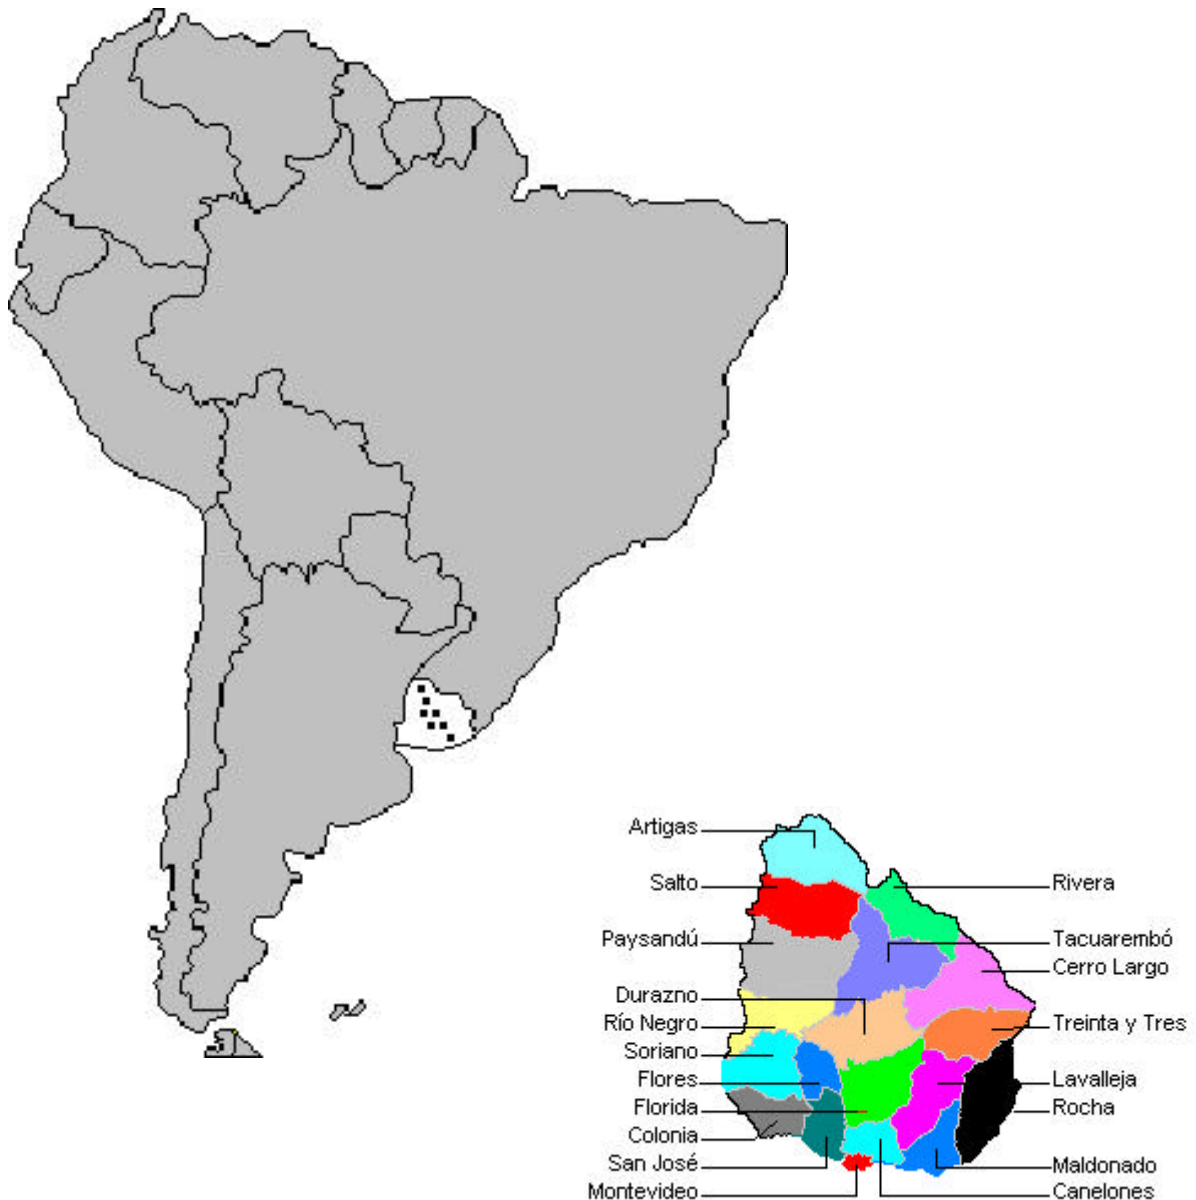 Artigas
Salto
Rivera
Paysandú
Tacuarembó
Cerro Largo
Durazno
Río Negro
Treinta y Tres
Soriano
Flores
Lavalleja
Florida
Rocha
Colonia
San José
Maldonado
Montevideo
Canelones